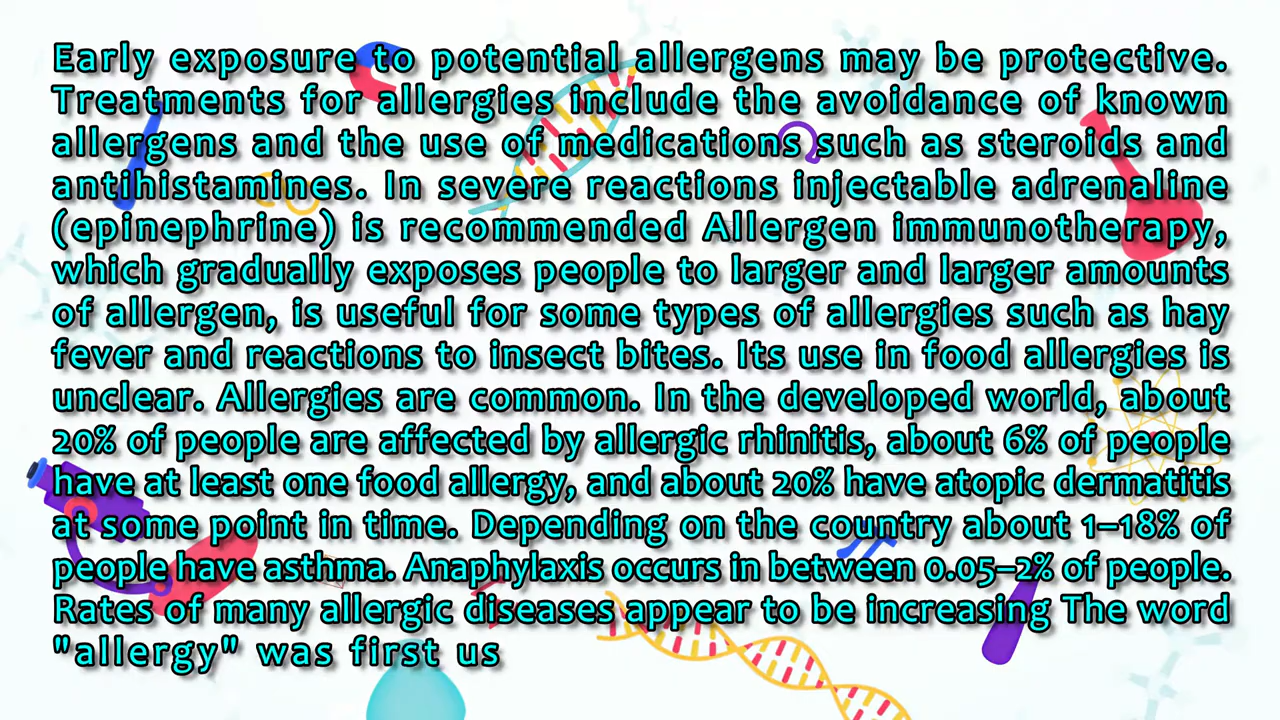 Early exposure to potential allergens may be protective.
Treatments for allergies include the avoidance of known
allergens and the use of medications such as steroids and
antihistamines. In severe reactions injectable adrenaline
(epinephrine) is recommended Allergen immunotherapy,
which gradually exposes people to larger and larger amounts
of allergen, is useful for some types of allergies such as hay
fever and reactions to insect bites. Its use in food allergies is
unclear. Allergies are common. In the developed world, about
20% of people are affected by allergic rhinitis, about 6% of people
have at least one food allergy, and about 20% have atopic dermatitis
at some point in time. Depending on the country about 1–18% of
people have asthma. Anaphylaxis occurs in between 0.05–2% of people.
Rates of many allergic diseases appear to be increasing The word
"allergy" was first us